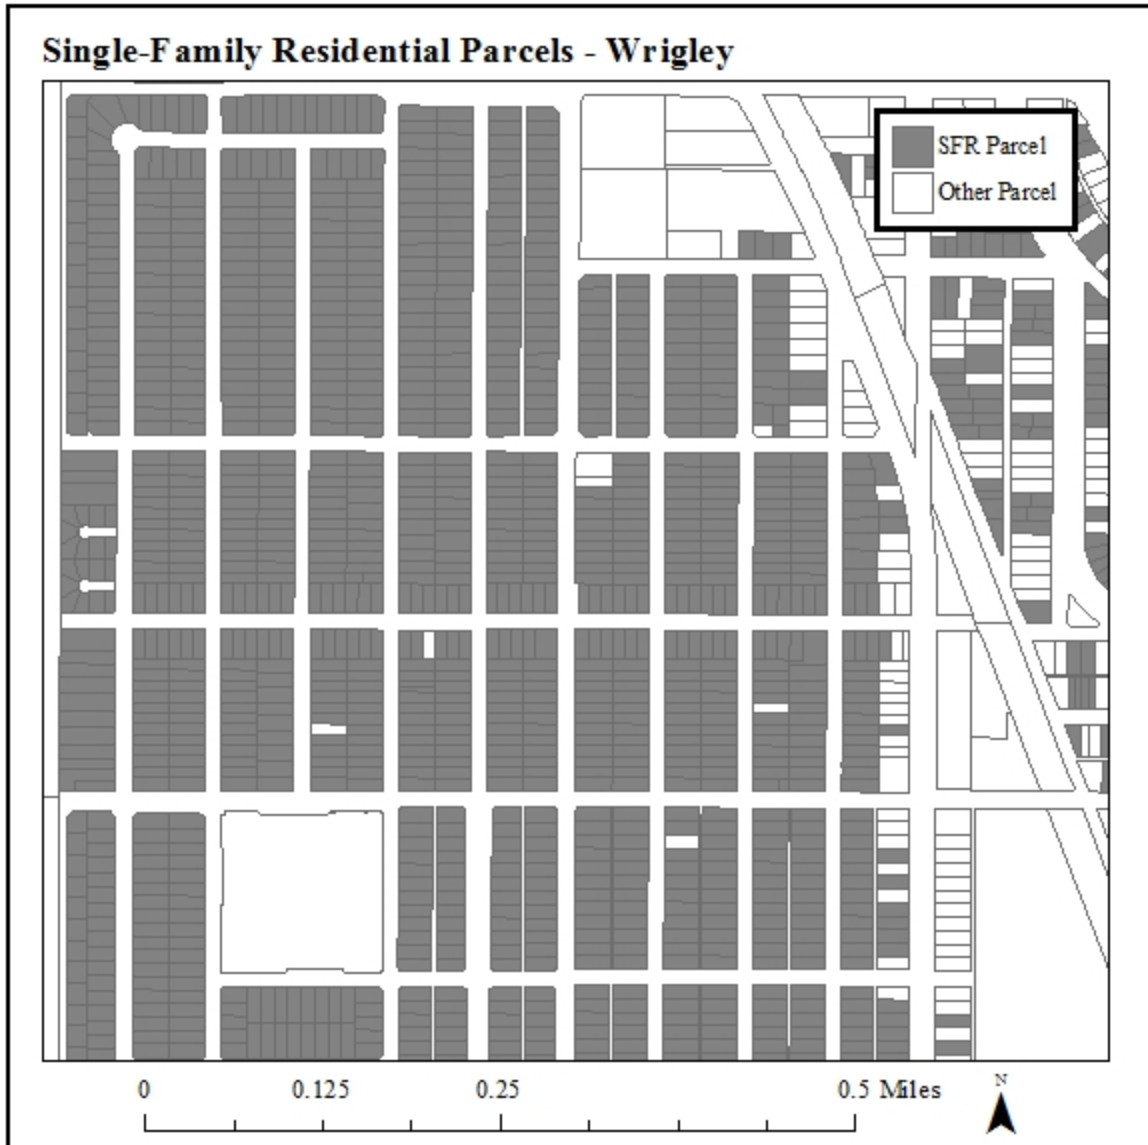 Single-Family Residential Parcels - Wrigley
SFR Parcel
Other Parcel
0 0.125 0.25 0.5 Miles
N